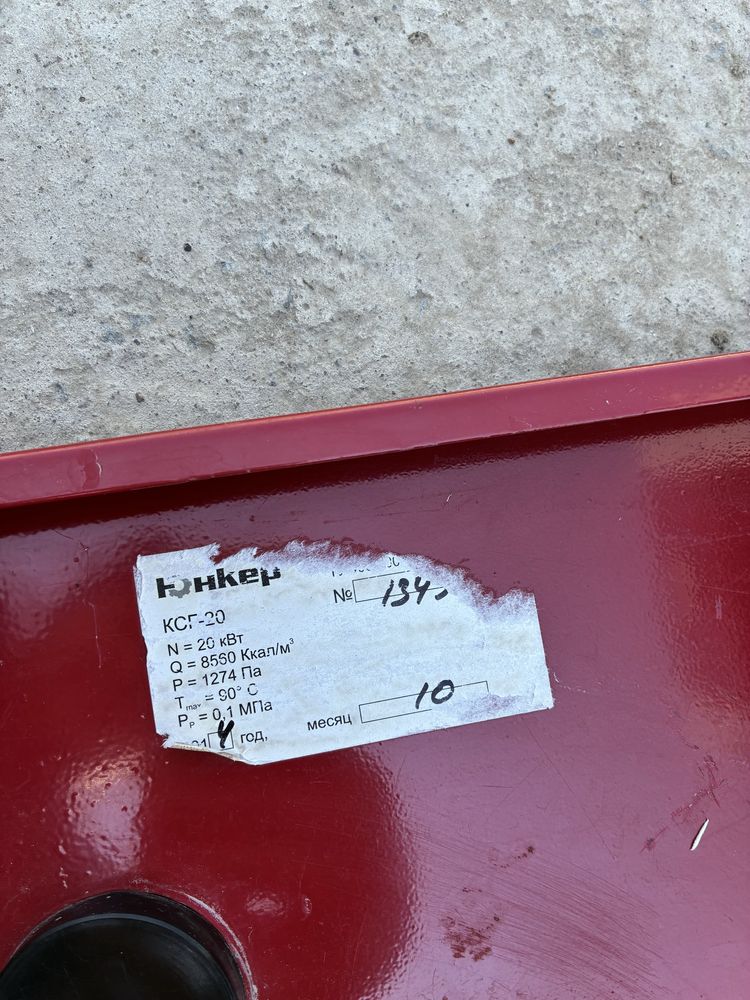 Юнкер
№ 134
КСГ-20
N = 20 кВт
Q = 8560 Ккал/м³
P = 1274 Па
Tmax = 90° C
Pр = 0,1 МПа
4 год,
месяц 10